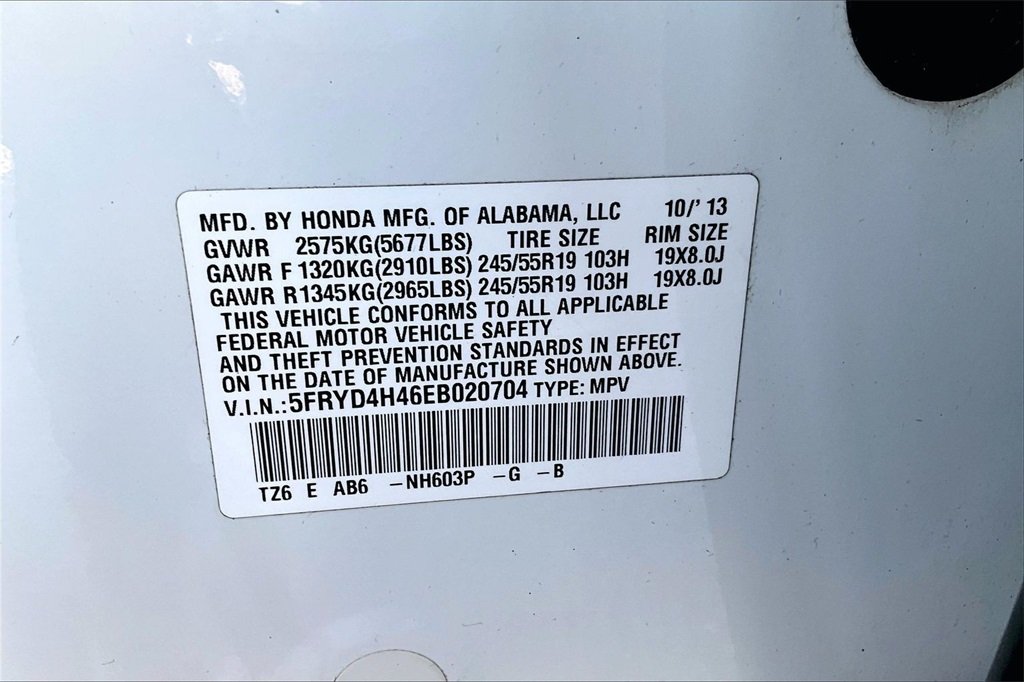 MFD. BY HONDA MFG. OF ALABAMA, LLC 10/' 13
GVWR 2575KG(5677LBS) TIRE SIZE RIM SIZE
GAWR F 1320KG(2910LBS) 245/55R19 103H 19X8.0J
GAWR R1345KG(2965LBS) 245/55R19 103H 19X8.0J
THIS VEHICLE CONFORMS TO ALL APPLICABLE
FEDERAL MOTOR VEHICLE SAFETY
AND THEFT PREVENTION STANDARDS IN EFFECT
ON THE DATE OF MANUFACTURE SHOWN ABOVE.
V.I.N.:5FRYD4H46EB020704 TYPE: MPV
TZ6 E AB6 -NH603P -G -B